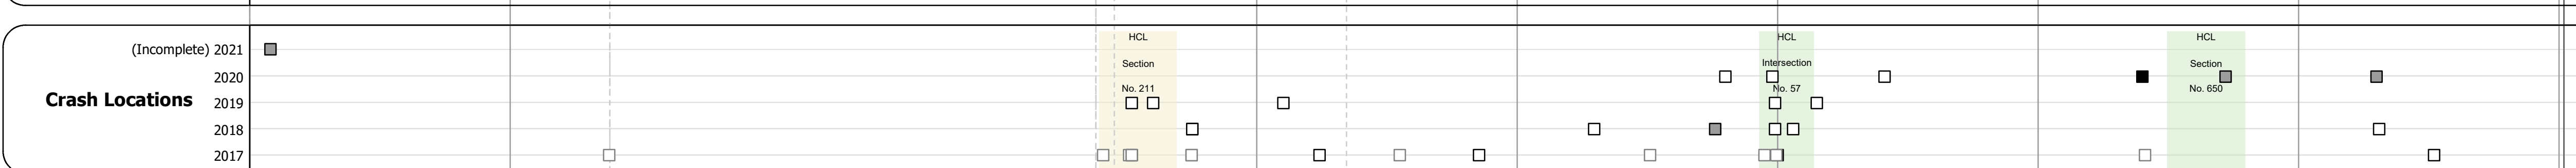 HCL
HCL
HCL
(Incomplete) 2021
Section
Intersection
Section
2020
No. 211
No. 57
No. 650
Crash Locations
2019
2018
2017